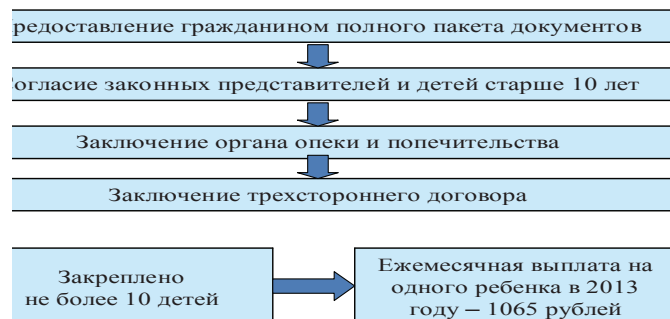 редоставление гражданином полного пакета документов
огласие законных представителей и детей старше 10 лет
Заключение органа опеки и попечительства
Заключение трехстороннего договора
Закреплено
не более 10 детей
Ежемесячная выплата на
одного ребенка в 2013
году – 1065 рублей